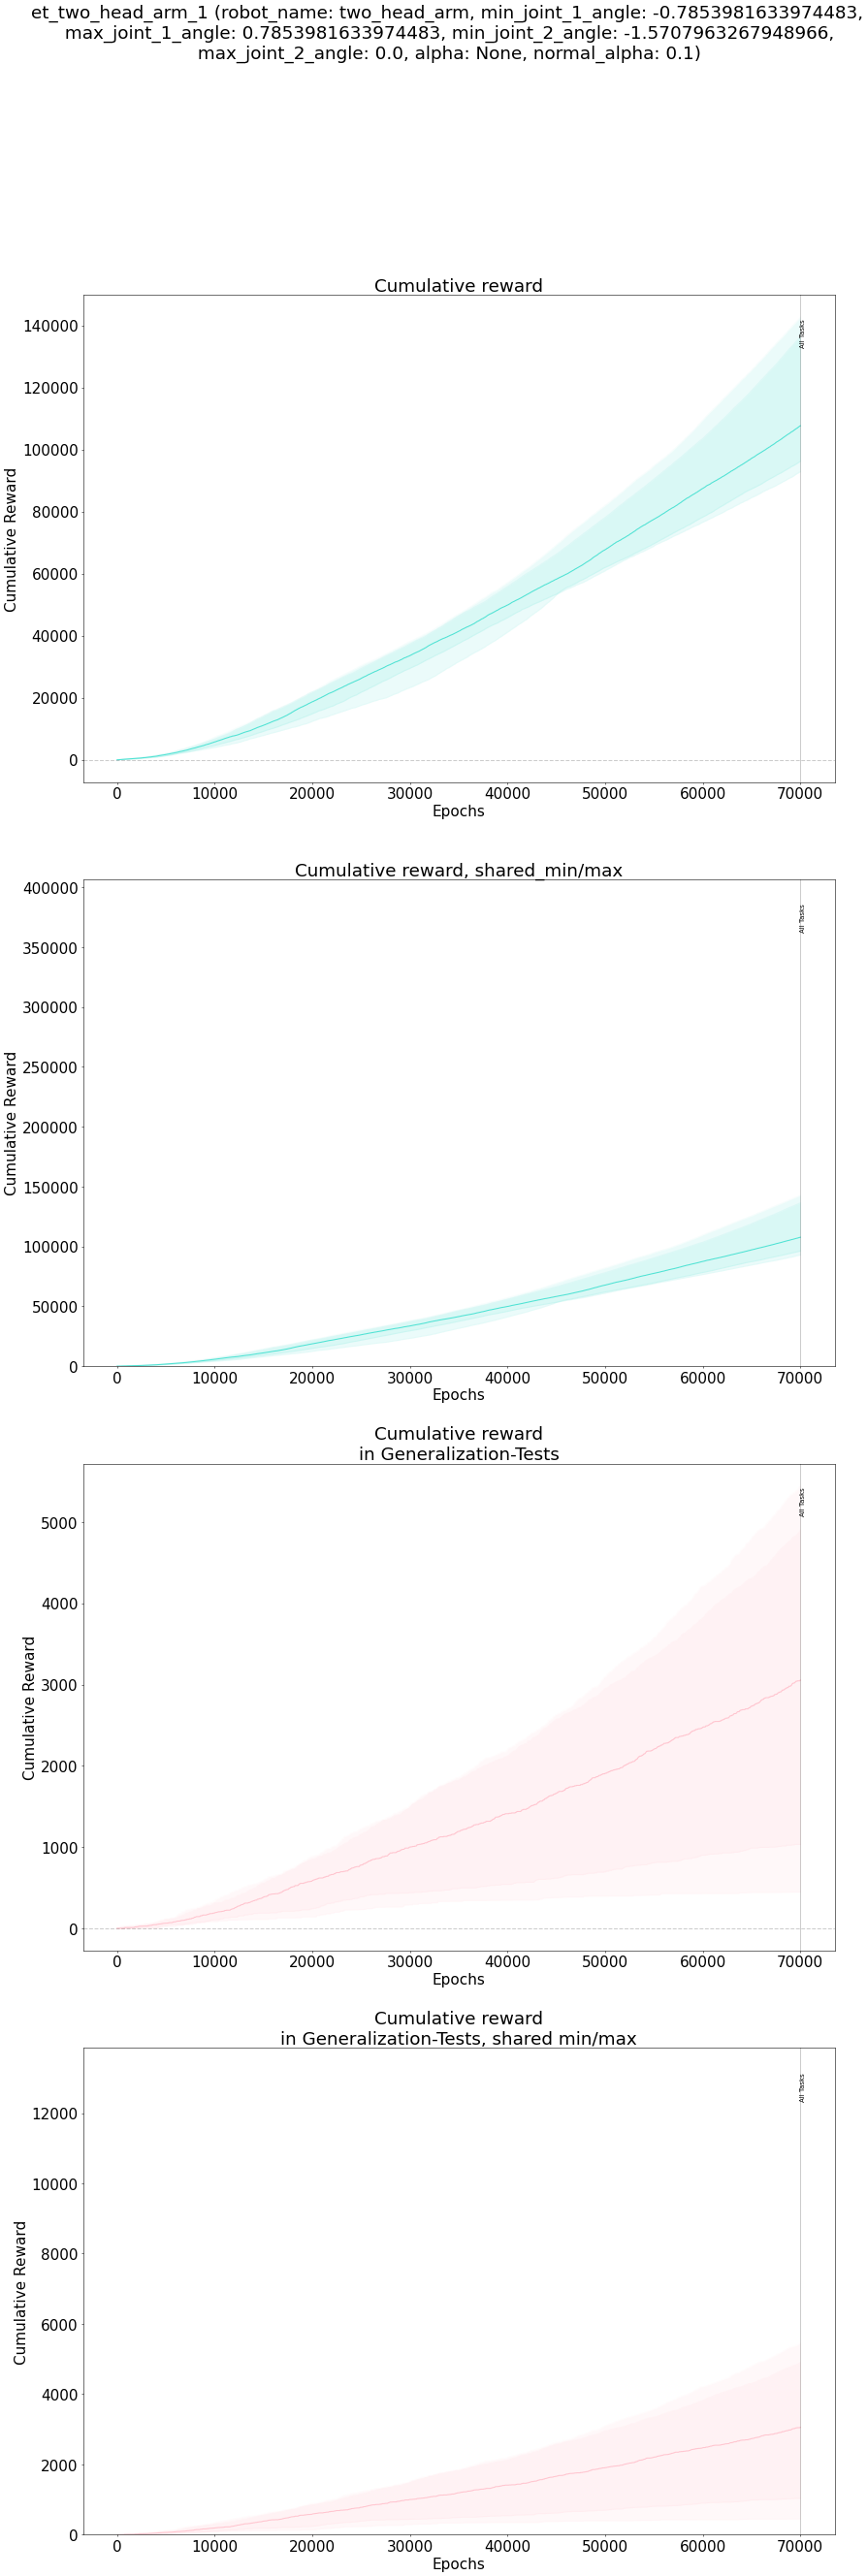 et_two_head_arm_1 (robot_name: two_head_arm, min_joint_1_angle: -0.7853981633974483,
max_joint_1_angle: 0.7853981633974483, min_joint_2_angle: -1.5707963267948966,
max_joint_2_angle: 0.0, alpha: None, normal_alpha: 0.1)
Cumulative reward
140000
120000
100000
80000
60000
40000
20000
0
Cumulative Reward
All Tasks
0 10000 20000 30000 40000 50000 60000 70000
Epochs
Cumulative reward, shared_min/max
400000
350000
300000
250000
200000
150000
100000
50000
0
Cumulative Reward
All Tasks
0 10000 20000 30000 40000 50000 60000 70000
Epochs
Cumulative reward
in Generalization-Tests
5000
4000
3000
2000
1000
0
Cumulative Reward
All Tasks
0 10000 20000 30000 40000 50000 60000 70000
Epochs
Cumulative reward
in Generalization-Tests, shared min/max
12000
10000
8000
6000
4000
2000
0
Cumulative Reward
All Tasks
0 10000 20000 30000 40000 50000 60000 70000
Epochs